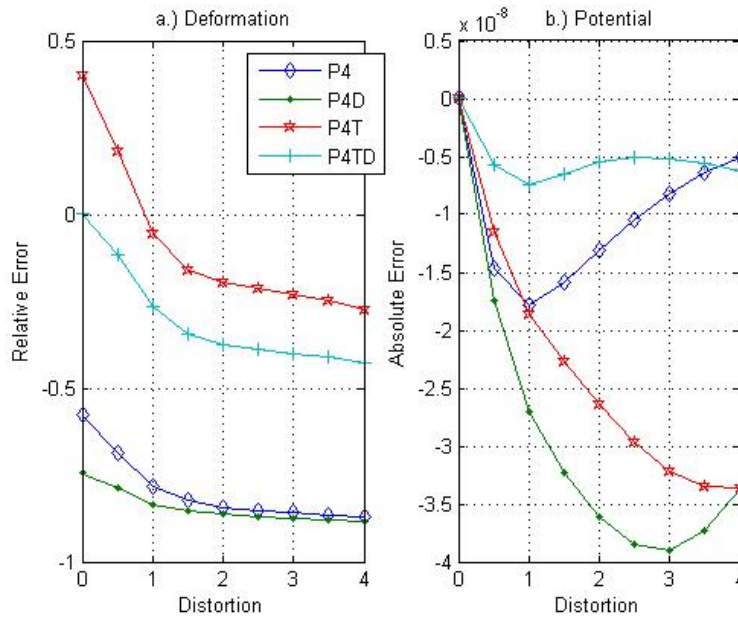 a.) Deformation
0.5
0
-0.5
-1
0
1
2
3
4
Relative Error
Distortion
P4
P4D
P4T
P4TD
x 10
-8
b.) Potential
0.5
0
-0.5
-1
-1.5
-2
-2.5
-3
-3.5
-4
0
1
2
3
4
Absolute Error
Distortion